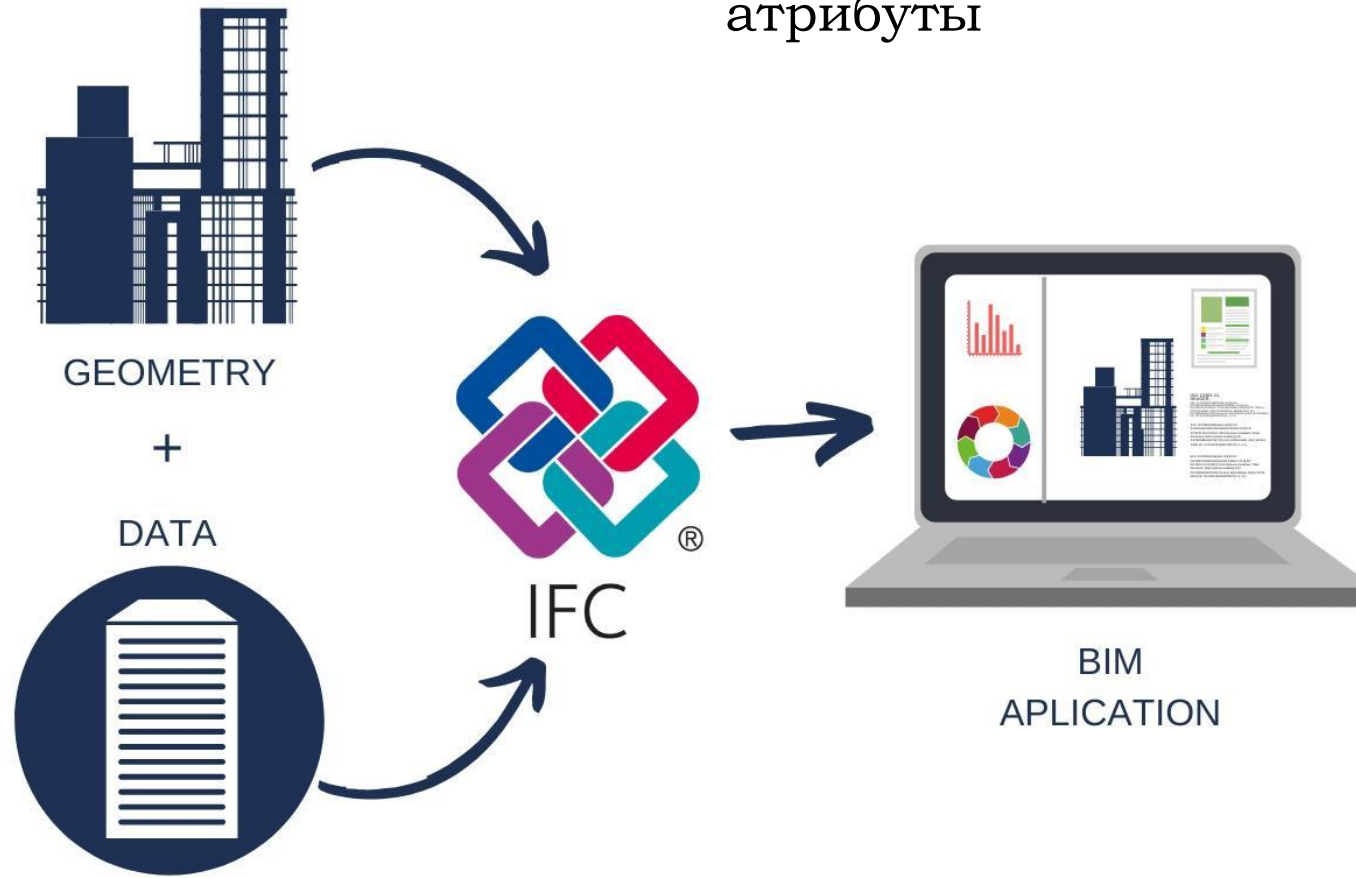 атрибуты
GEOMETRY
+
DATA
®
IFC
BIM
APLICATION